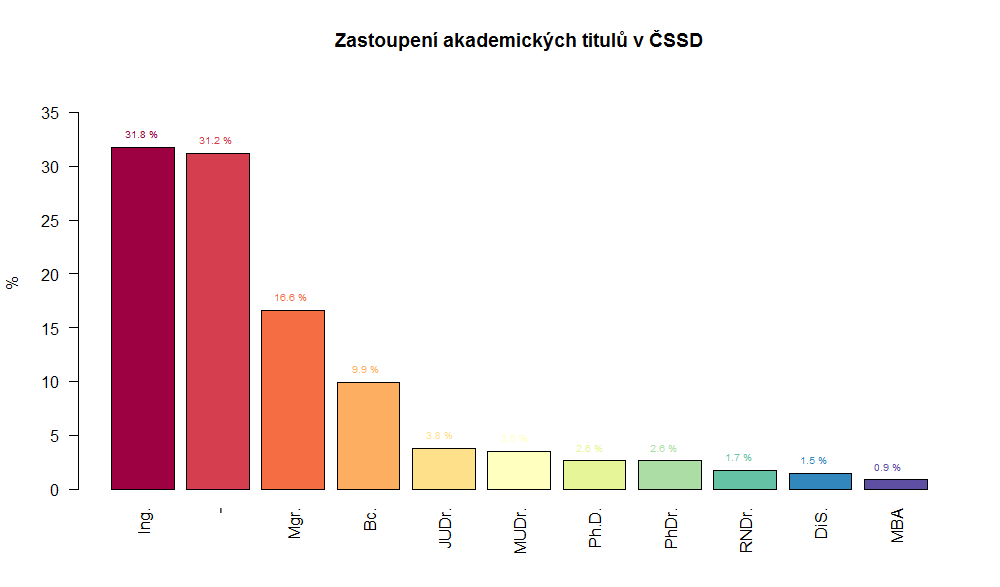 Zastoupení akademických titulů v ČSSD
%
35
30
25
20
15
10
5
0
31.8 %
31.2 %
16.6 %
9.9 %
3.8 %
2.6 %
2.6 %
1.7 %
1.5 %
0.9 %
Ing.
-
Mgr.
Bc.
JUDr.
MUDr.
Ph.D.
PhDr.
RNDr.
DiS.
MBA